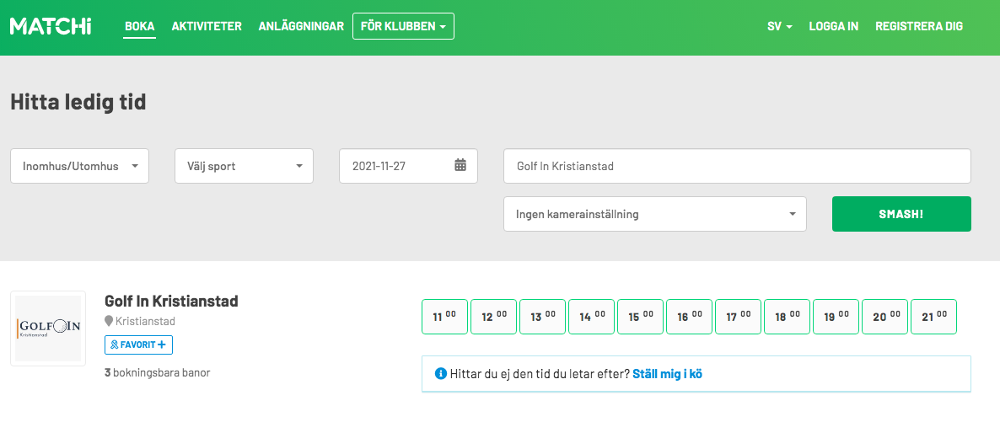 MATCHi BOKA AKTIVITETER ANLÄGGNINGAR FÖR KLUBBEN SV LOGGA IN REGISTRERA DIG
Hitta ledig tid
Inomhus/Utomhus Välj sport 2021-11-27 Golf In Kristianstad
Ingen kamerainställning SMASH!
GOLF IN
Kristianstad
Golf In Kristianstad
Kristianstad
FAVORIT +
3 bokningsbara banor
11 00 12 00 13 00 14 00 15 00 16 00 17 00 18 00 19 00 20 00 21 00
Hittar du ej den tid du letar efter? Ställ mig i kö